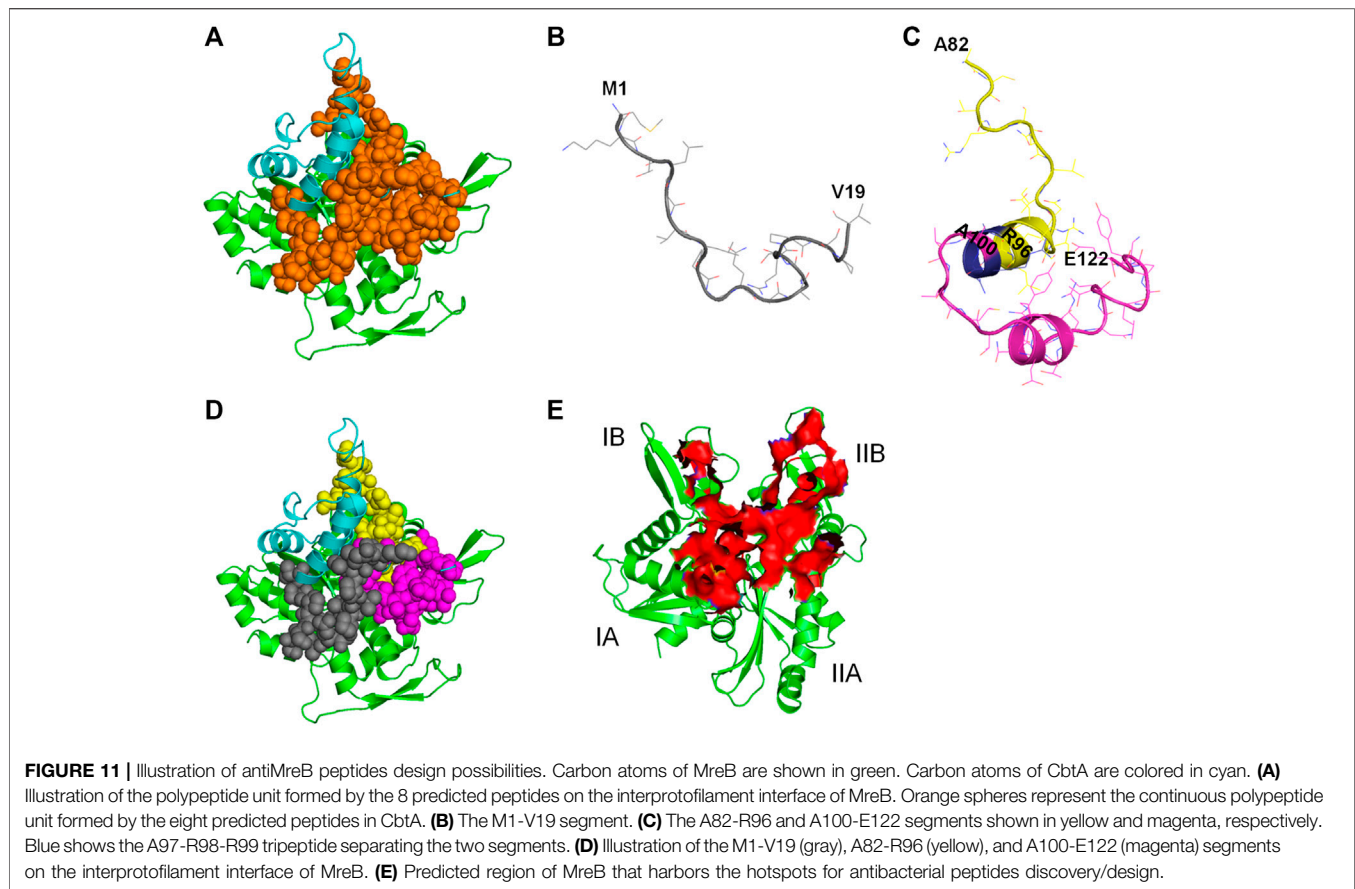 A
B
C
M1
V19
A82
A100
R96
E122
D
E
IB
IIB
IA
IIA
FIGURE 11 | Illustration of antiMreB peptides design possibilities. Carbon atoms of MreB are shown in green. Carbon atoms of CbtA are colored in cyan. (A)
Illustration of the polypeptide unit formed by the 8 predicted peptides on the interprotofilament interface of MreB. Orange spheres represent the continuous polypeptide
unit formed by the eight predicted peptides in CbtA. (B) The M1-V19 segment. (C) The A82-R96 and A100-E122 segments shown in yellow and magenta, respectively.
Blue shows the A97-R98-R99 tripeptide separating the two segments. (D) Illustration of the M1-V19 (gray), A82-R96 (yellow), and A100-E122 (magenta) segments
on the interprotofilament interface of MreB. (E) Predicted region of MreB that harbors the hotspots for antibacterial peptides discovery/design.